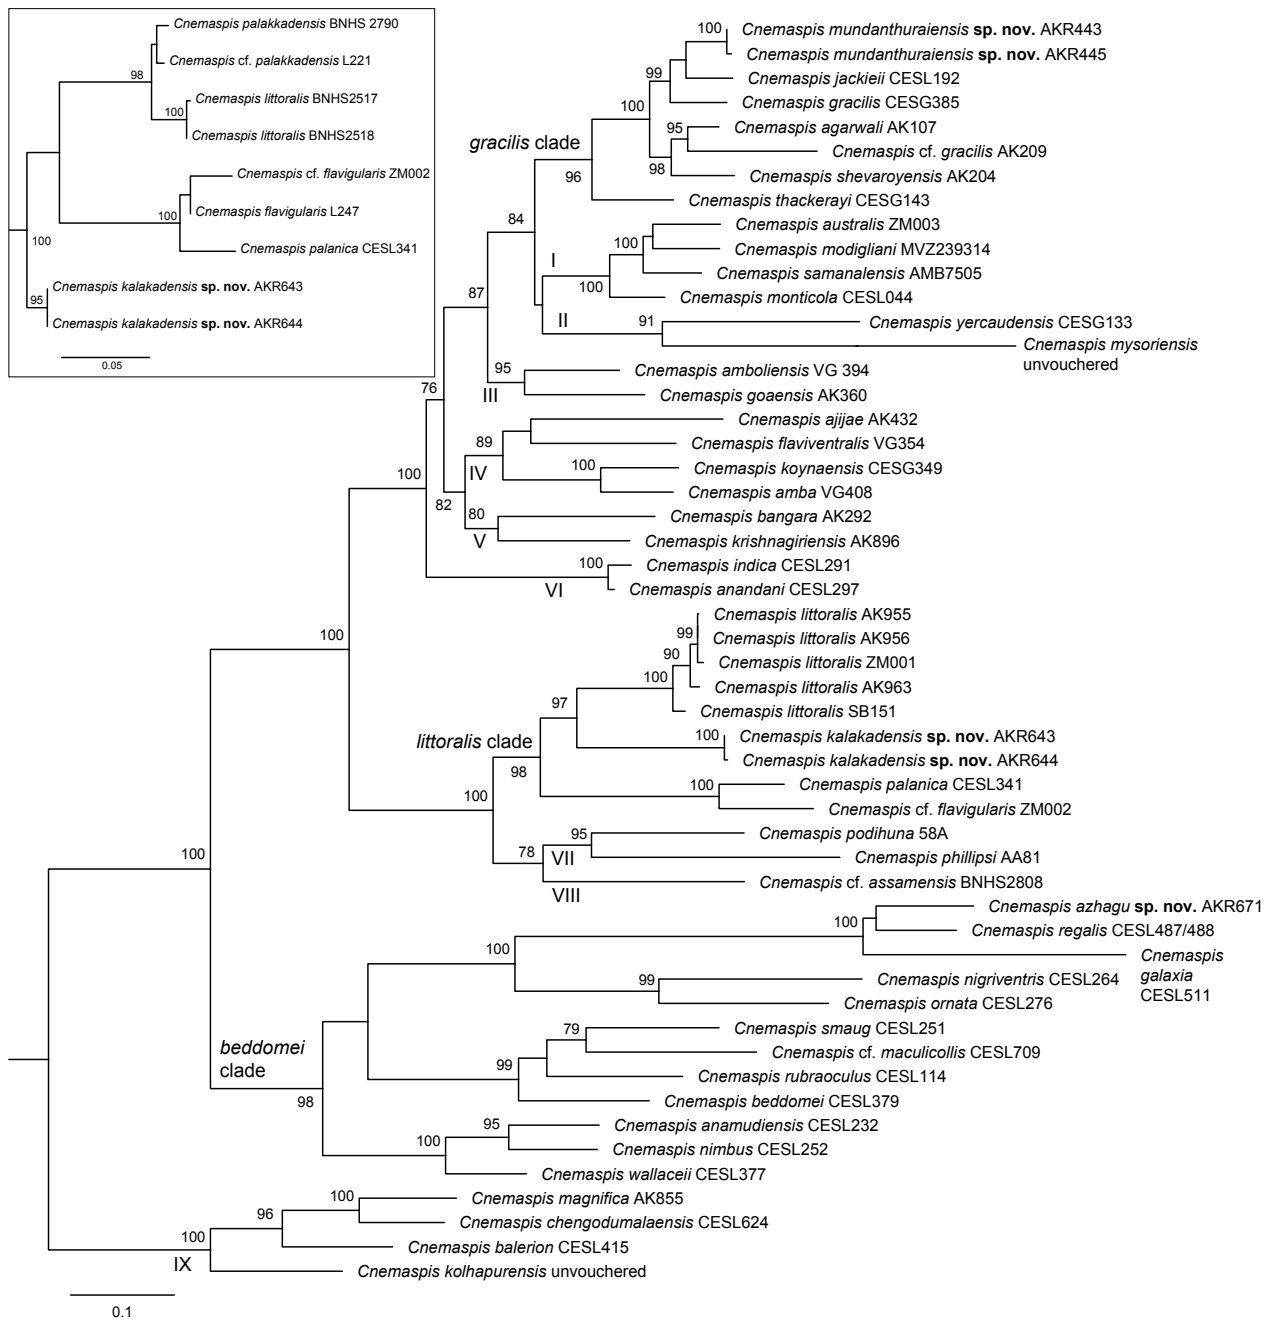 Cnemaspis palakkadensis BNHS 2790
Cnemaspis cf. palakkadensis L221
98
Cnemaspis littoralis BNHS2517
100
Cnemaspis littoralis BNHS2518
Cnemaspis cf. flavigularis ZM002
Cnemaspis flavigularis L247
100
Cnemaspis palanica CESL341
100
Cnemaspis kalakadensis sp. nov. AKR643
95
Cnemaspis kalakadensis sp. nov. AKR644
0.05
100
Cnemaspis mundanthuraiensis sp. nov. AKR443
Cnemaspis mundanthuraiensis sp. nov. AKR445
99
Cnemaspis jackieii CESL192
Cnemaspis gracilis CESG385
100
95
Cnemaspis agarwali AK107
gracilis clade
Cnemaspis cf. gracilis AK209
98
96
Cnemaspis shevaroyensis AK204
Cnemaspis thackerayi CESG143
84
Cnemaspis australis ZM003
100
Cnemaspis modigliani MVZ239314
I
Cnemaspis samanalensis AMB7505
100
87
Cnemaspis monticola CESL044
II
91
Cnemaspis yercaudensis CESG133
Cnemaspis mysoriensis
unvouchered
95
Cnemaspis amboliensis VG 394
76
III
Cnemaspis goaensis AK360
Cnemaspis ajijae AK432
89
Cnemaspis flaviventralis VG354
100
IV
100
Cnemaspis koynaensis CESG349
Cnemaspis amba VG408
82
80
Cnemaspis bangara AK292
V
Cnemaspis krishnagiriensis AK896
100
Cnemaspis indica CESL291
VI
Cnemaspis anandani CESL297
Cnemaspis littoralis AK955
100
99
Cnemaspis littoralis AK956
90
Cnemaspis littoralis ZM001
100
Cnemaspis littoralis AK963
97
Cnemaspis littoralis SB151
littoralis clade
100
Cnemaspis kalakadensis sp. nov. AKR643
Cnemaspis kalakadensis sp. nov. AKR644
98
100
Cnemaspis palanica CESL341
100
Cnemaspis cf. flavigularis ZM002
95
Cnemaspis podihuna 58A
100
78
VII
Cnemaspis phillipsi AA81
Cnemaspis cf. assamensis BNHS2808
VIII
Cnemaspis azhagu sp. nov. AKR671
100
Cnemaspis regalis CESL487/488
100
Cnemaspis
galaxia
CESL511
99
Cnemaspis nigriventris CESL264
Cnemaspis ornata CESL276
79
Cnemaspis smaug CESL251
beddomei
clade
Cnemaspis cf. maculicollis CESL709
99
Cnemaspis rubraoculus CESL114
98
Cnemaspis beddomei CESL379
95
Cnemaspis anamudiensis CESL232
100
Cnemaspis nimbus CESL252
Cnemaspis wallaceii CESL377
100
Cnemaspis magnifica AK855
96
Cnemaspis chengodumalaensis CESL624
100
Cnemaspis balerion CESL415
IX
Cnemaspis kolhapurensis unvouchered
0.1